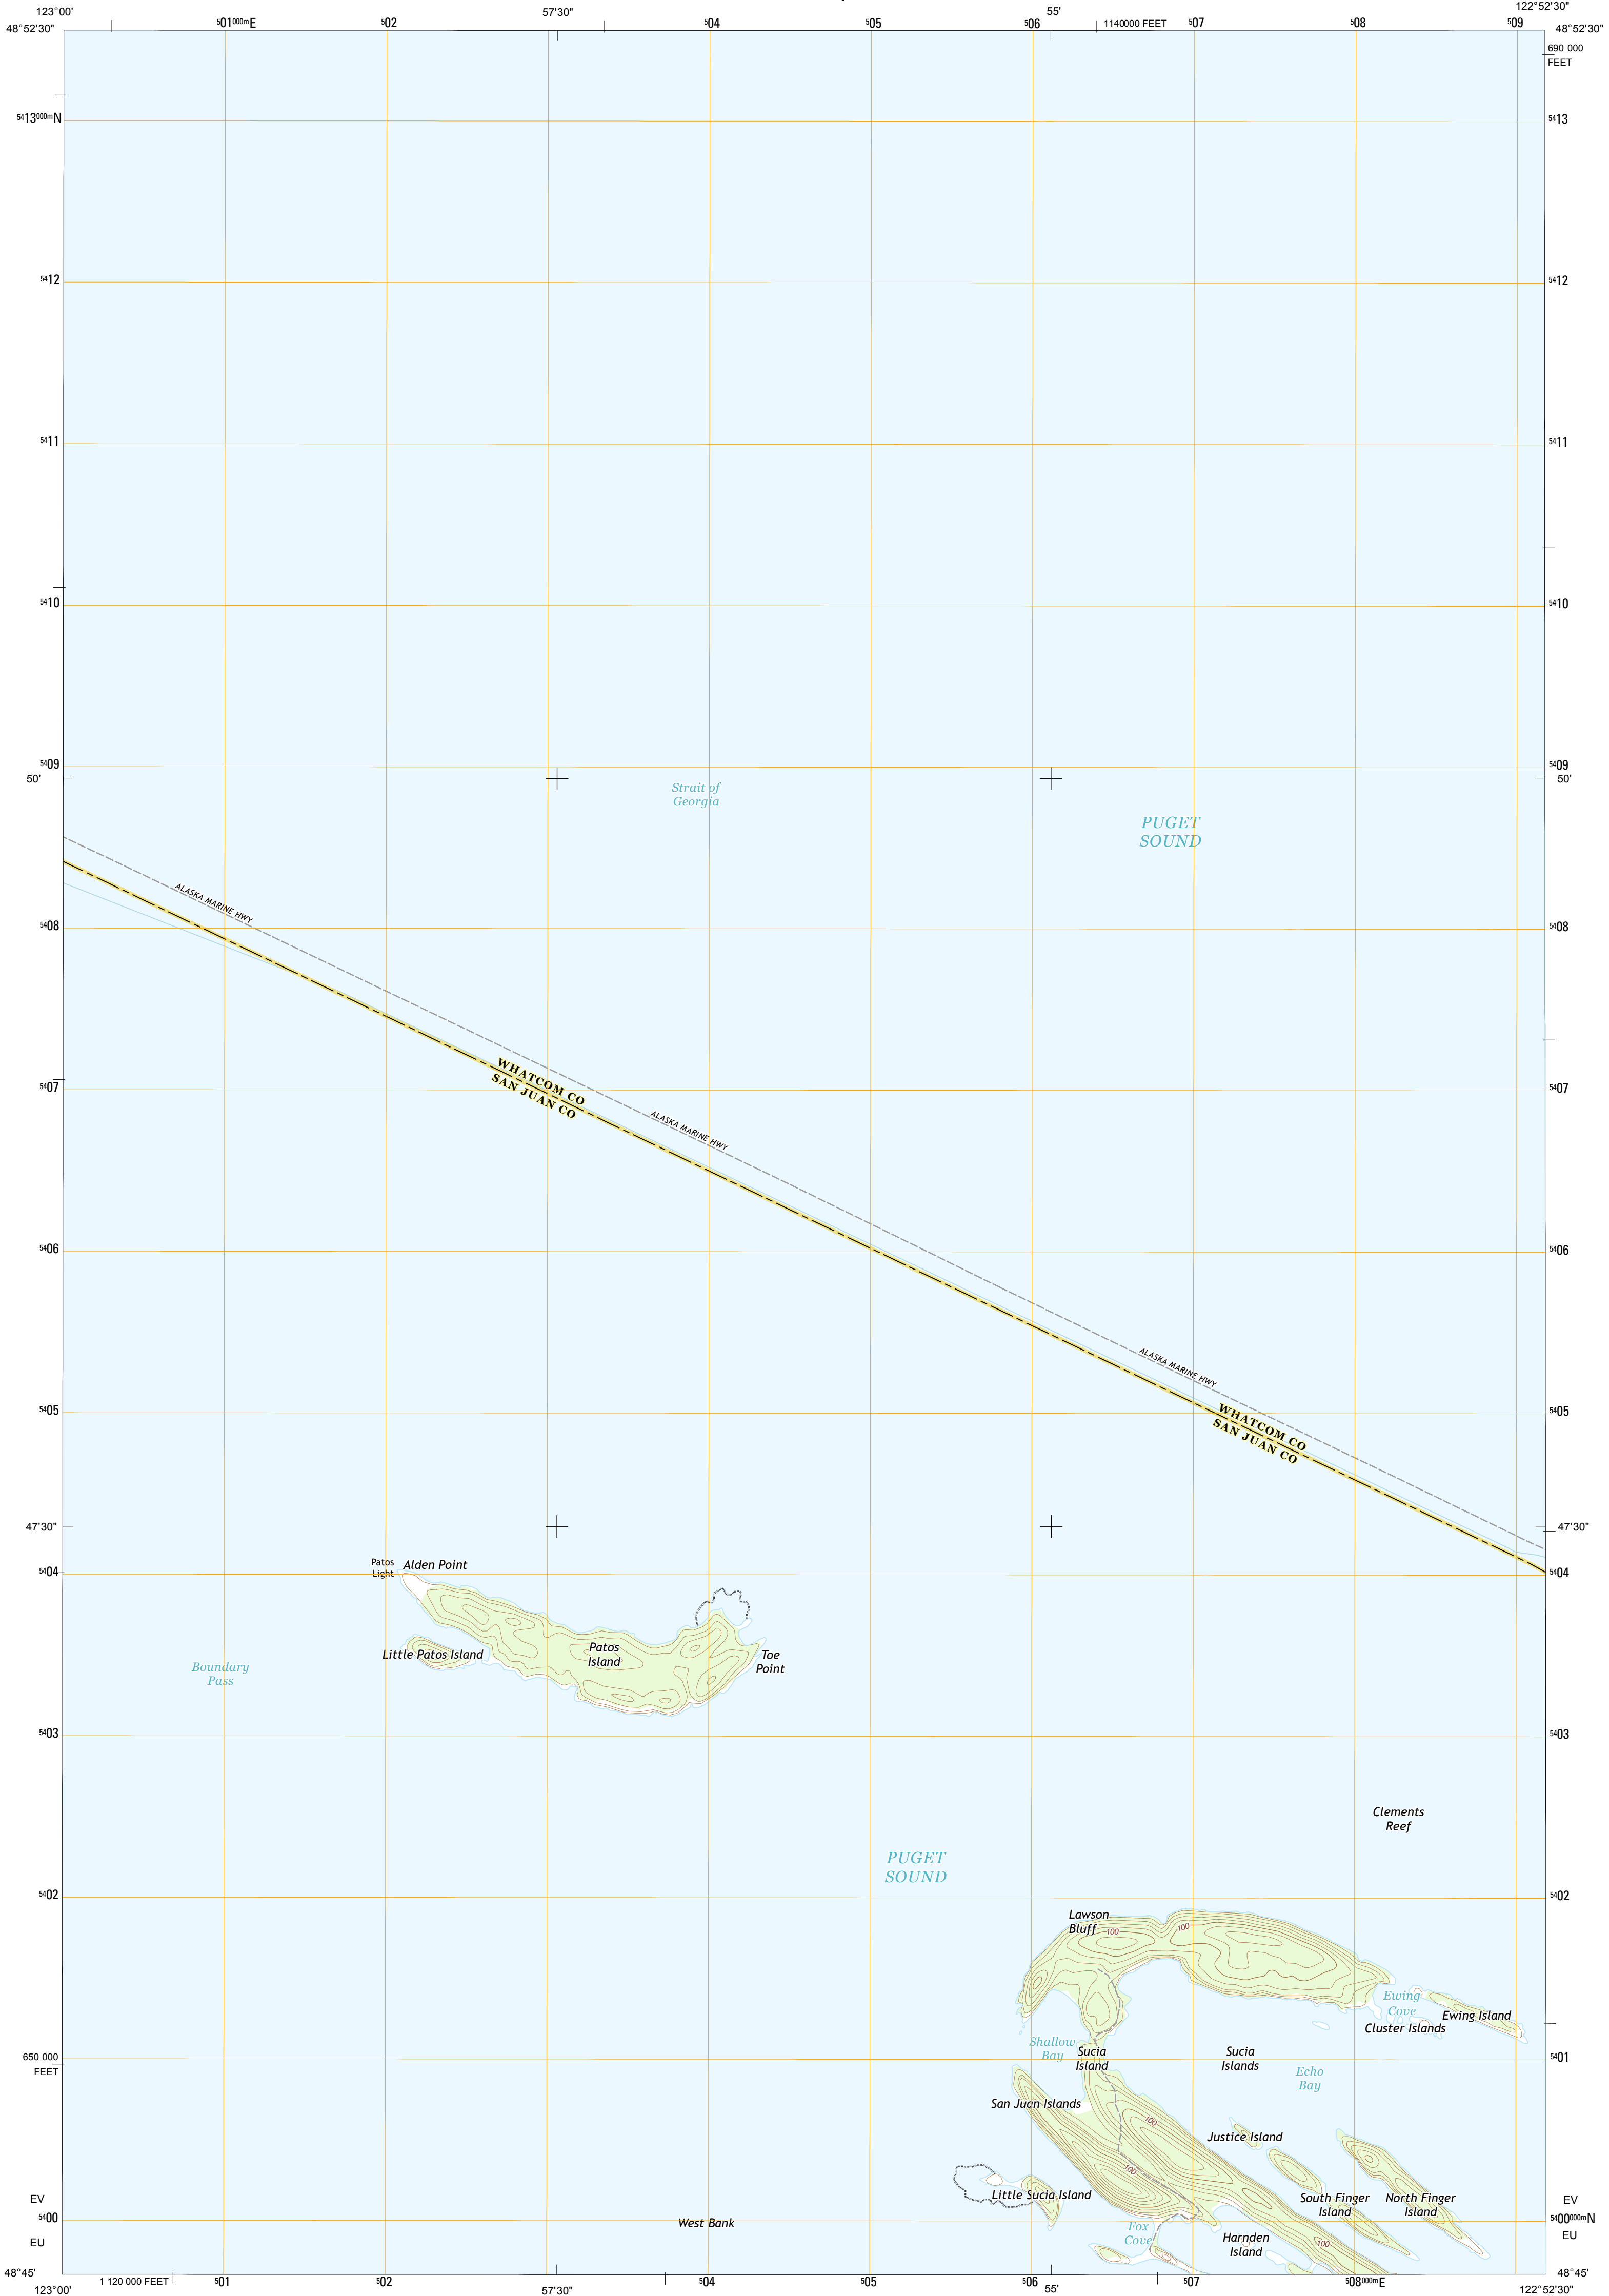 123°00'
501000mE
502
57'30"
504
505
55'
506
1140000 FEET
507
508
509
122°52'30"
48°52'30"
48°52'30"
690 000
FEET
5413000mN
5413
5412
5412
5411
5411
5410
5410
5409
5409
50'
50'
Strait of
Georgia
PUGET
SOUND
ALASKA MARINE HWY
5408
5408
WHATCOM CO
SAN JUAN CO
5407
5407
ALASKA MARINE HWY
5406
5406
ALASKA MARINE HWY
5405
5405
WHATCOM CO
SAN JUAN CO
47'30"
47'30"
Patos
Light
Alden Point
5404
5404
Little Patos Island
Patos
Island
Toe
Point
Boundary
Pass
5403
5403
Clements
Reef
PUGET
SOUND
5402
5402
Lawson
Bluff
100
100
Ewing
Cove
Ewing Island
Cluster Islands
Shallow
Bay
Sucia
Island
Sucia
Islands
650 000
FEET
5401
Echo
Bay
San Juan Islands
100
Justice Island
100
Little Sucia Island
South Finger
Island
North Finger
Island
EV
EV
5400
West Bank
5400000mN
Fox
Cove
Harnden
Island
100
EU
EU
48°45'
48°45'
123°00'
1 120 000 FEET
501
502
57'30"
504
505
506
55'
507
508000mE
122°52'30"